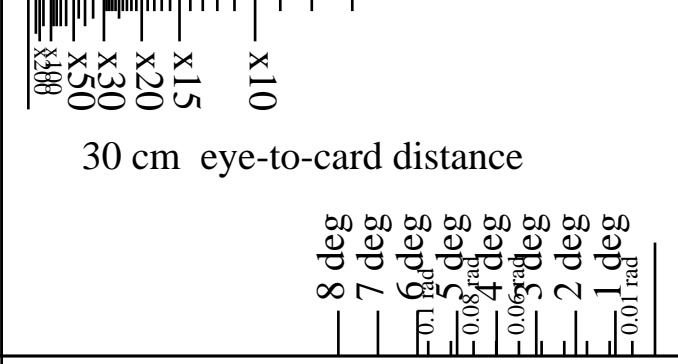 x200
x100
x50
x30
x20
x15
x10
30 cm eye-to-card distance
8 deg
7 deg
6 deg
5 deg
4 deg
3 deg
2 deg
1 deg
0.1 rad
0.08 rad
0.06 rad
0.01 rad